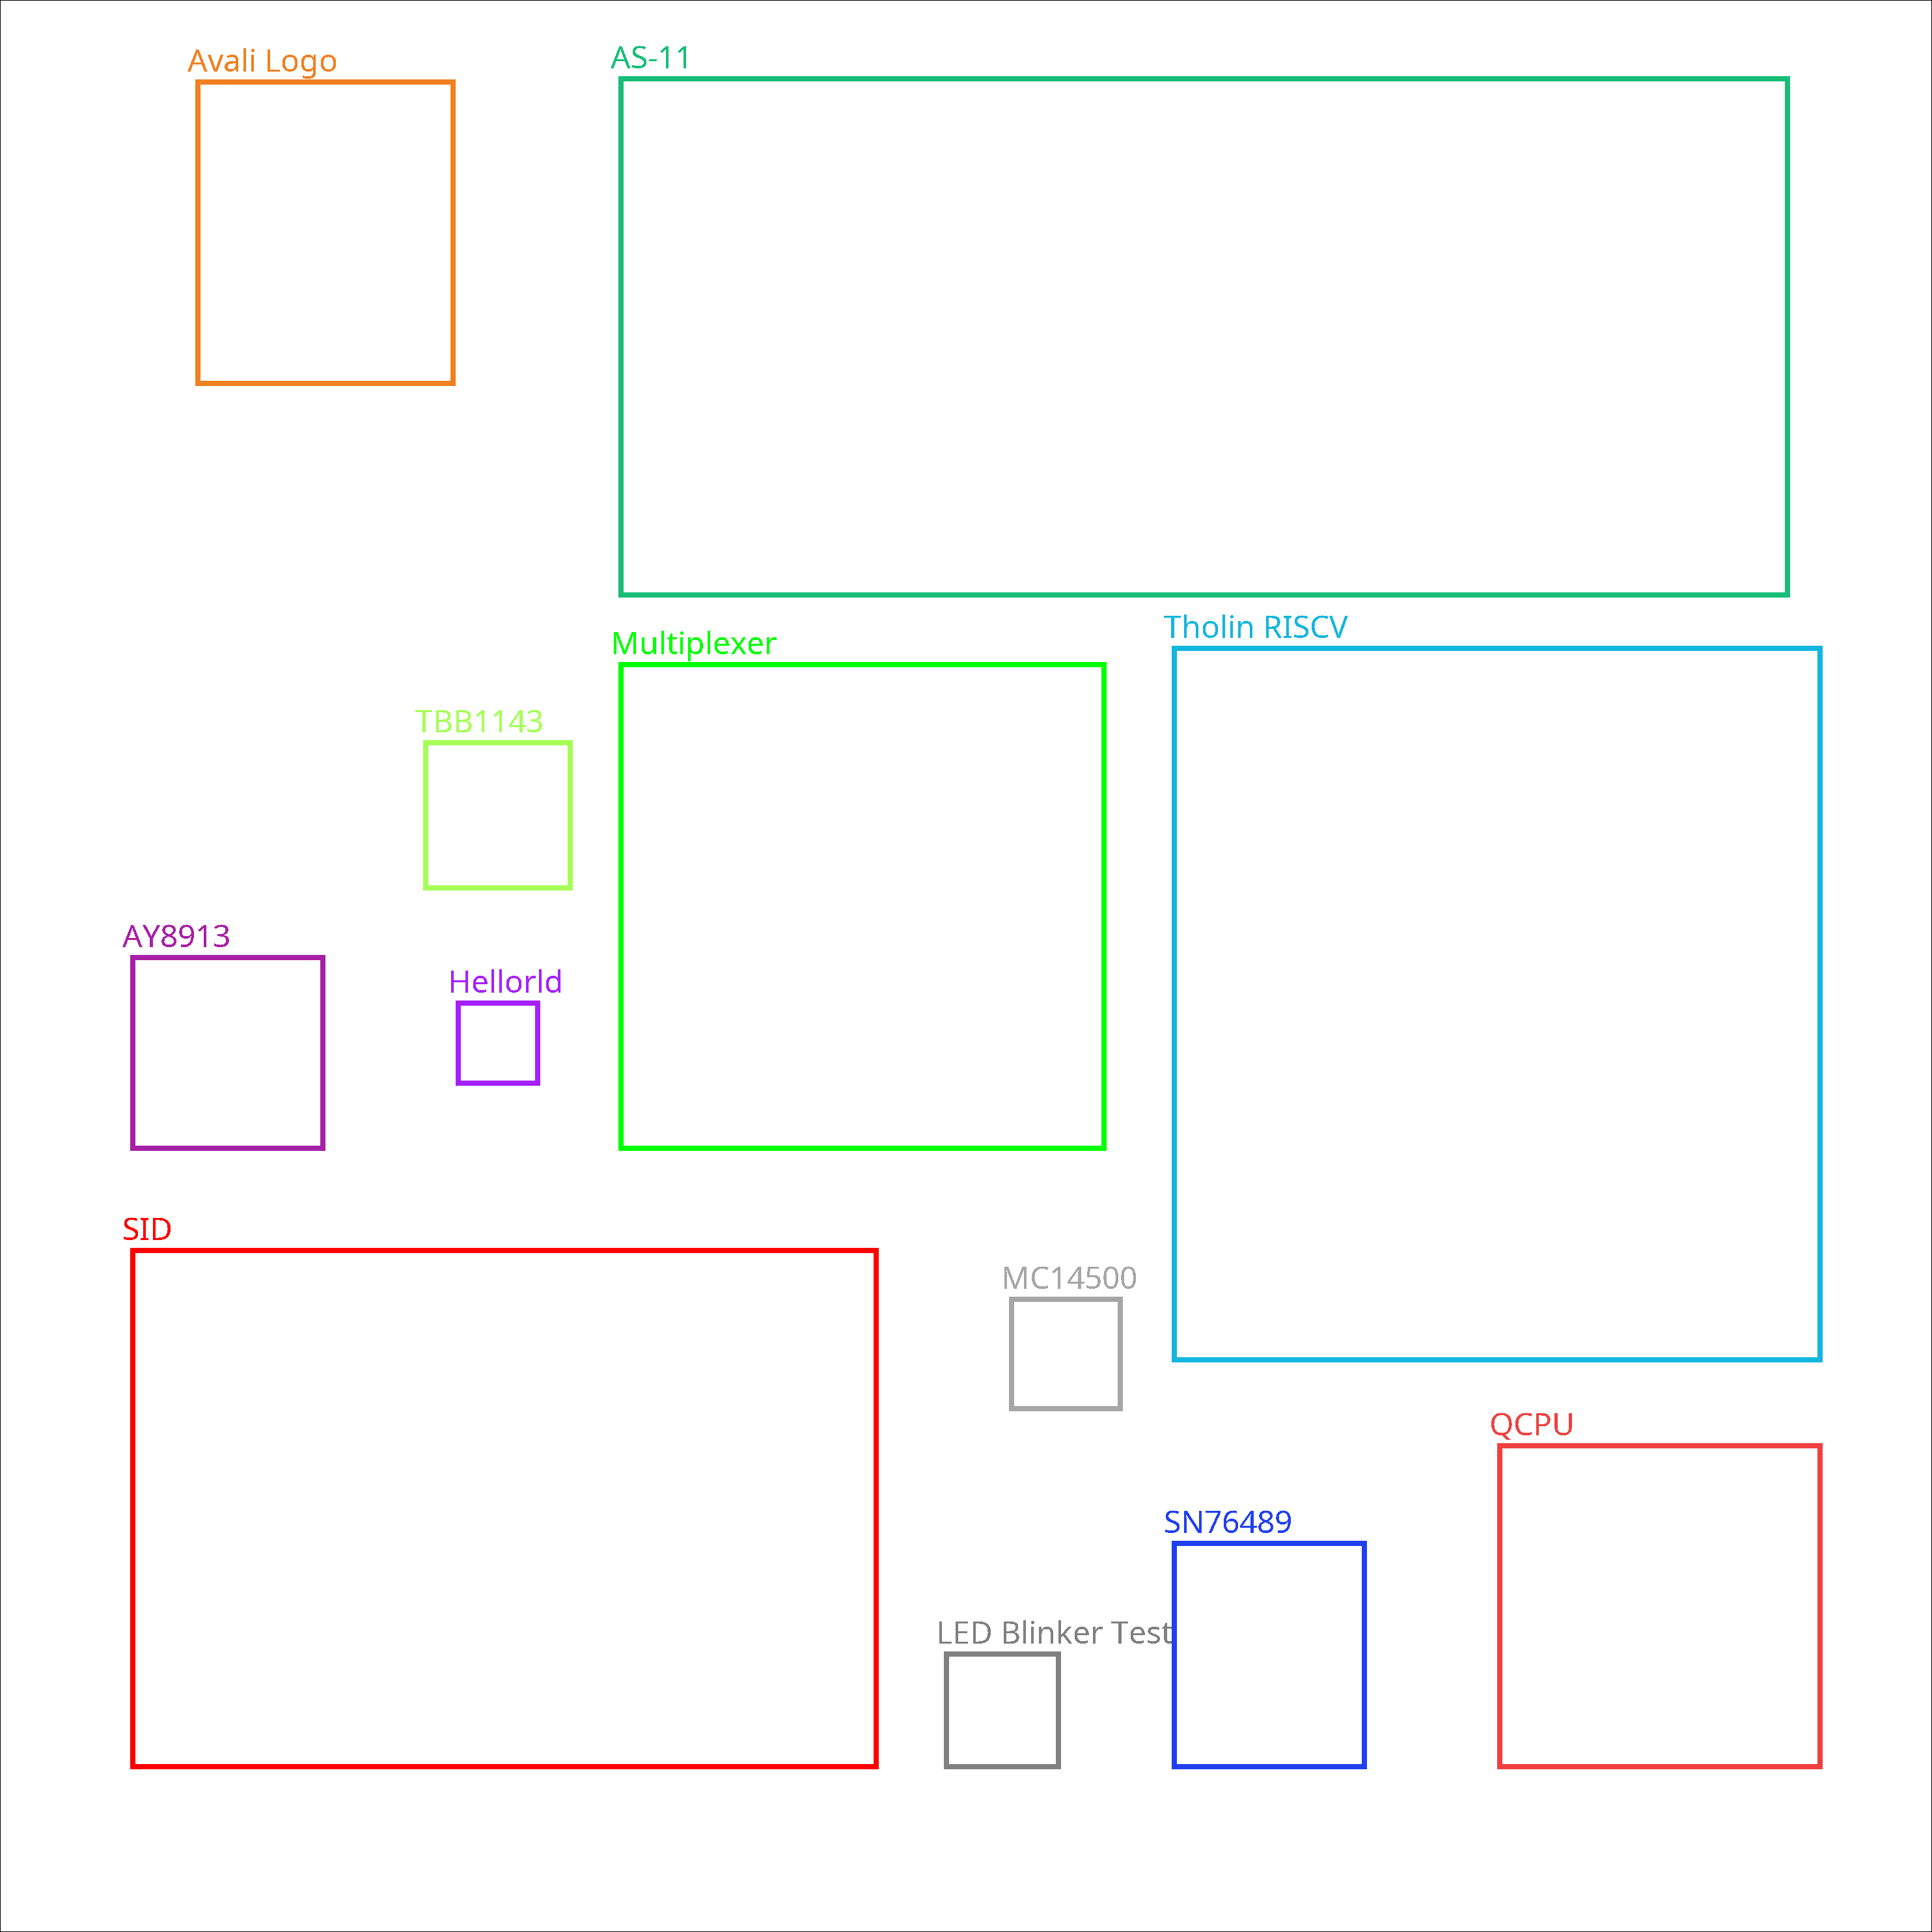 Avali Logo
AS-11
Tholin RISCV
Multiplexer
TBB1143
AY8913
Hellorld
SID
MC14500
QCPU
SN76489
LED Blinker Test